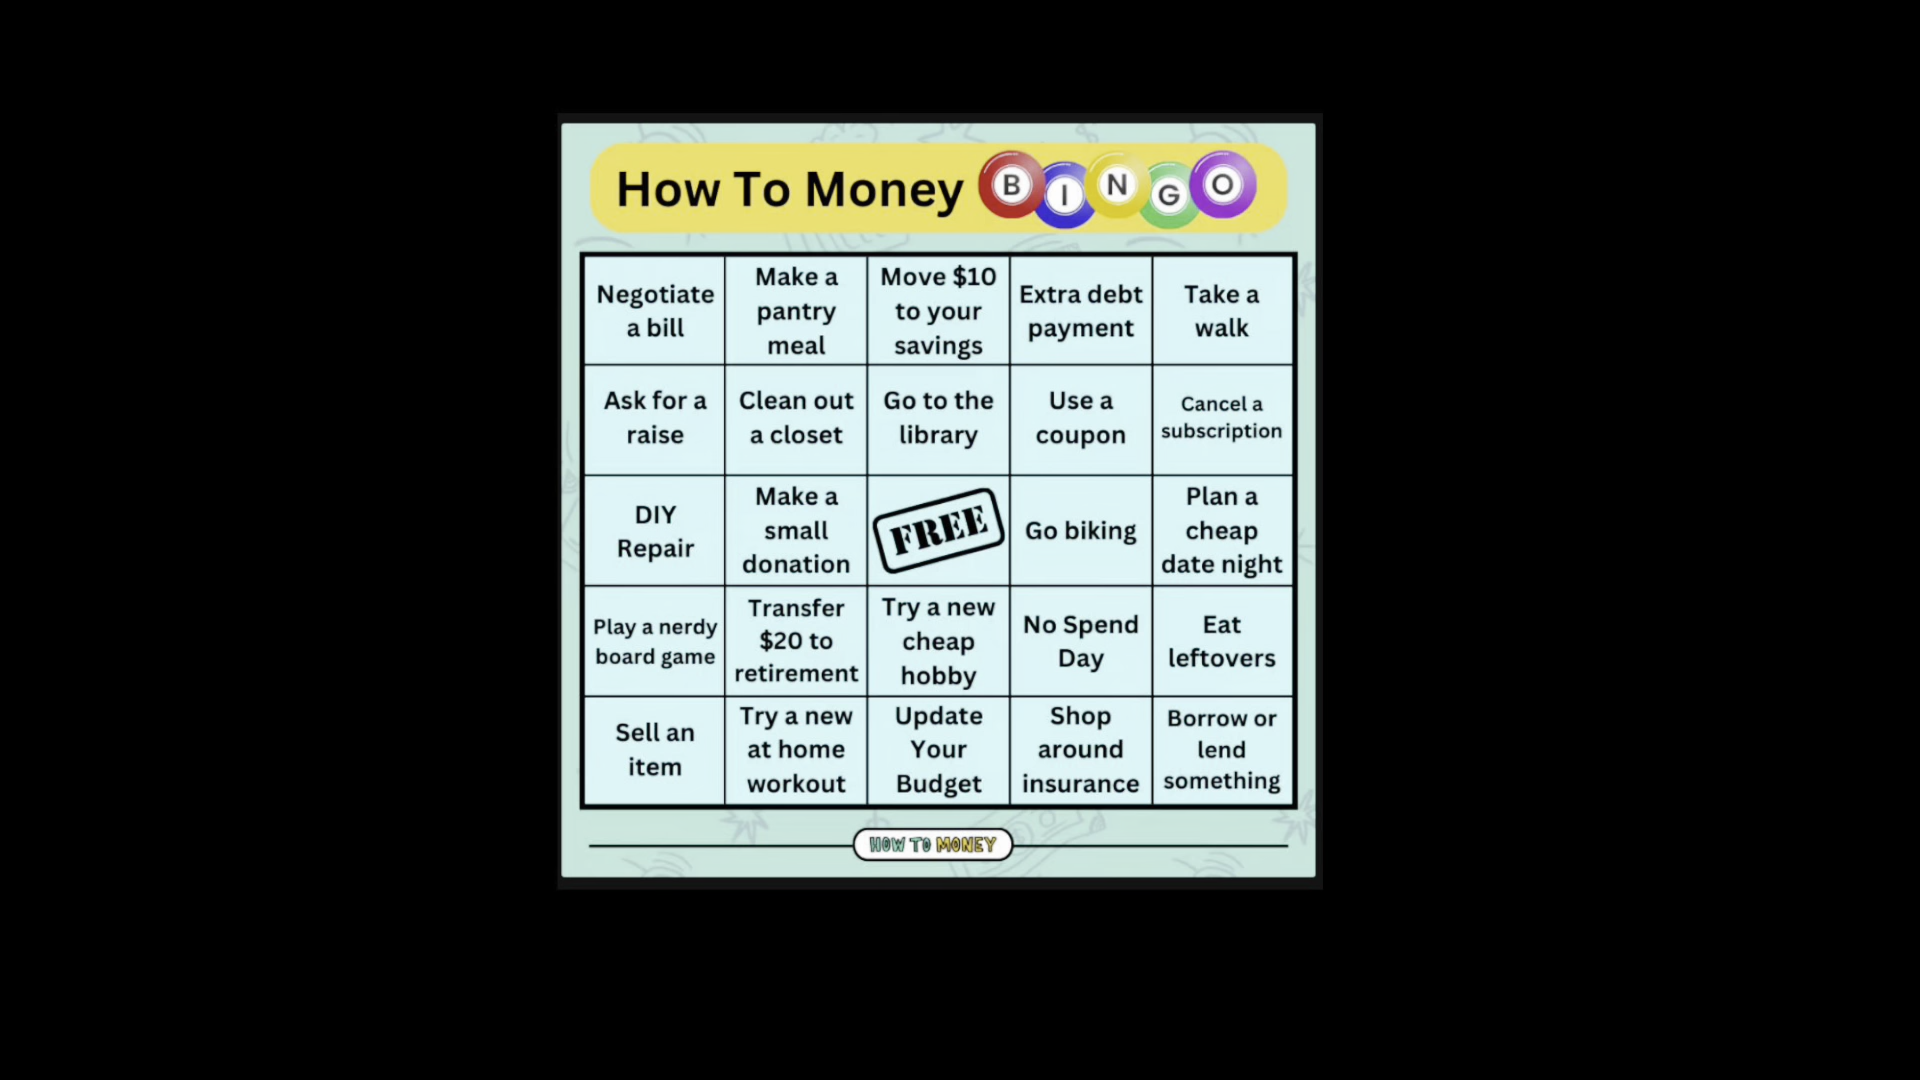 How To Money B I N G O
Negotiate
a bill
Make a
pantry
meal
Move $10
to your
savings
Extra debt
payment
Take a
walk
Ask for a
raise
Clean out
a closet
Go to the
library
Use a
coupon
Cancel a
subscription
DIY
Repair
Make a
small
donation
FREE
Go biking
Plan a
cheap
date night
Play a nerdy
board game
Transfer
$20 to
retirement
Try a new
cheap
hobby
No Spend
Day
Eat
leftovers
Sell an
item
Try a new
at home
workout
Update
Your
Budget
Shop
around
insurance
Borrow or
lend
something
HOW TO MONEY